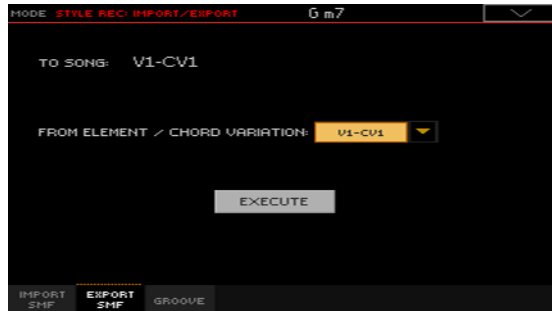 MODE STYLE REC: IMPORT/EXPORT G m7
TO SONG: V1-CV1
FROM ELEMENT / CHORD VARIATION: V1-CV1
EXECUTE
IMPORT SMF EXPORT SMF GROOVE